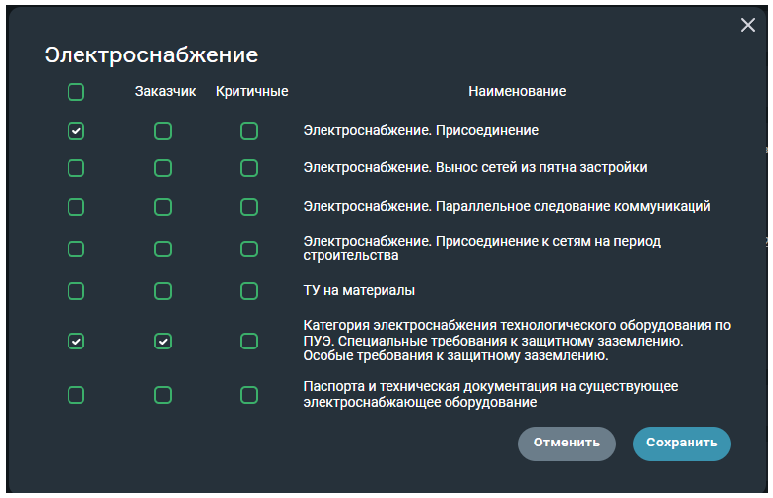 Электроснабжение
Заказчик Критичные Наименование
Электроснабжение. Присоединение
Электроснабжение. Вынос сетей из пятна застройки
Электроснабжение. Параллельное следование коммуникаций
Электроснабжение. Присоединение к сетям на период
строительства
ТУ на материалы
Категория электроснабжения технологического оборудования по
ПУЭ. Специальные требования к защитному заземлению.
Особые требования к защитному заземлению.
Паспорта и техническая документация на существующее
электроснабжающее оборудование
Отменить Сохранить